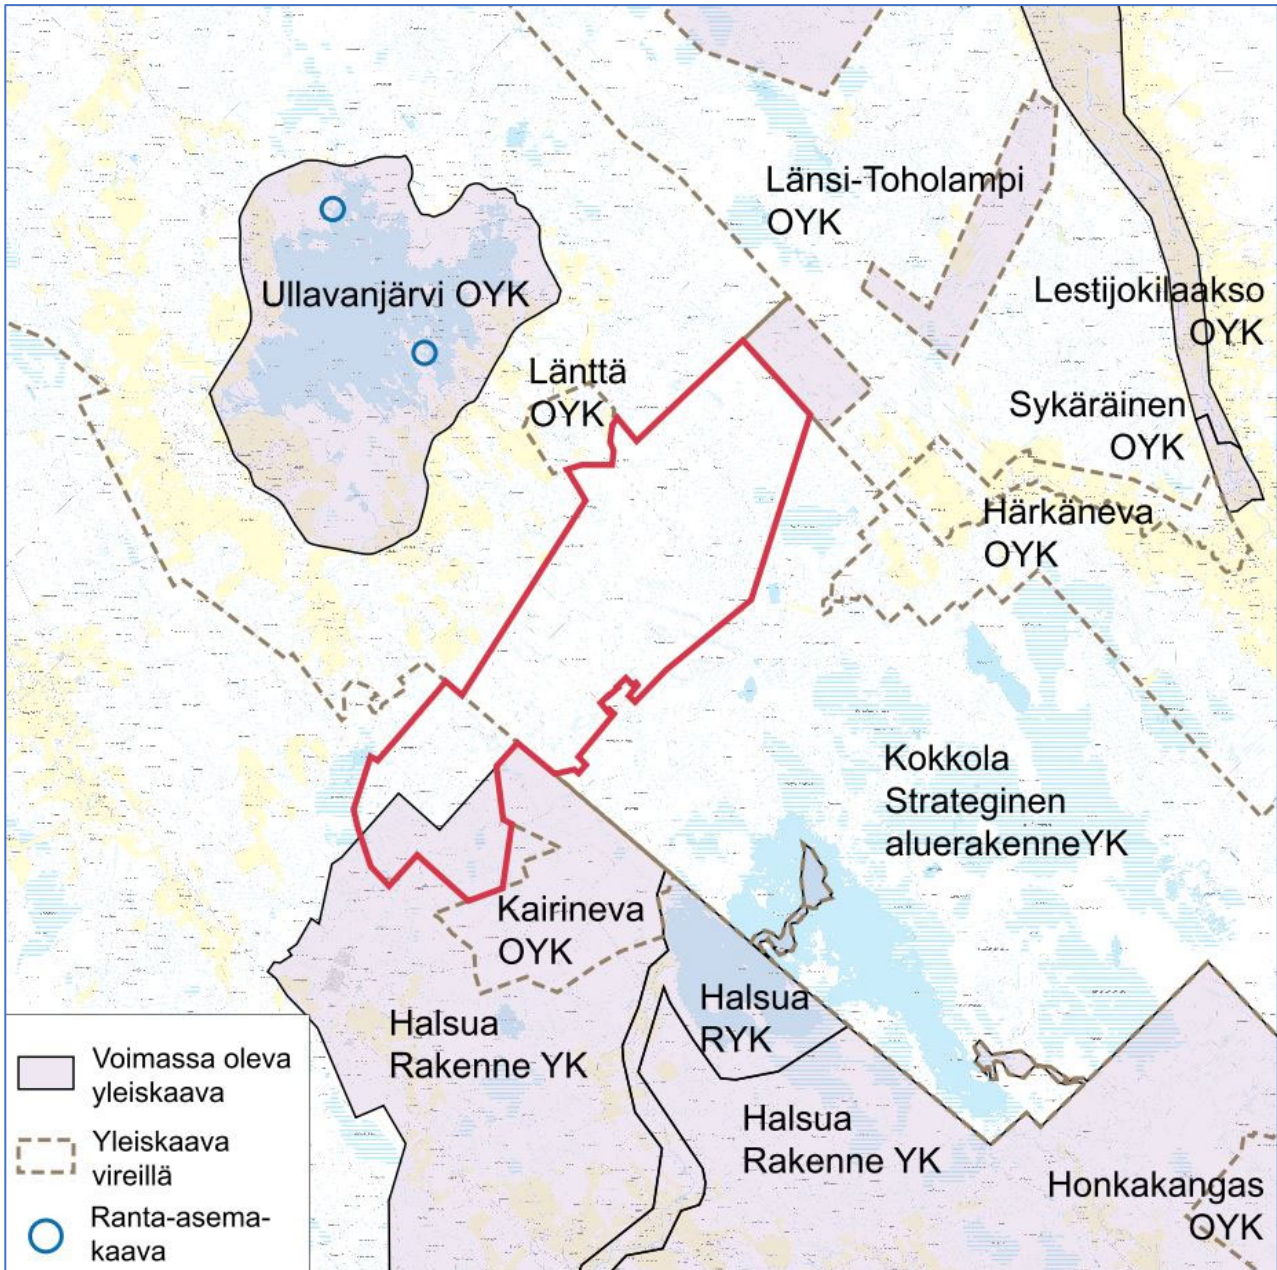 Länsi-Toholampi
OYK
Ullavanjärvi OYK
Lestijokilaakso
OYK
Länttä
OYK
Sykäräinen
OYK
Härkäneva
OYK
Kokkola
Strateginen
aluerakenneYK
Kairineva
OYK
Halsua
RYK
Halsua
Rakenne YK
Halsua
Rakenne YK
Honkakangas
OYK
Voimassa oleva
yleiskaava
Yleiskaava
vireillä
Ranta-asema-
kaava